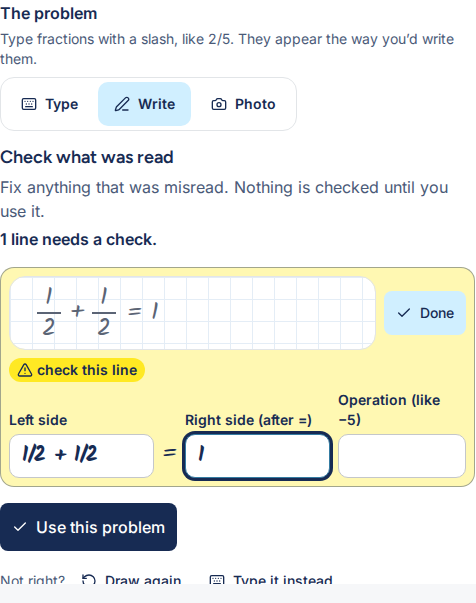 The problem
Type fractions with a slash, like 2/5. They appear the way you’d write
them.
Type Write Photo
Check what was read
Fix anything that was misread. Nothing is checked until you
use it.
1 line needs a check.
1/2 + 1/2 = 1
Done
check this line
Operation (like
Left side Right side (after =) −5)
1/2 + 1/2 = 1
Use this problem
Not right? Draw again Type it instead